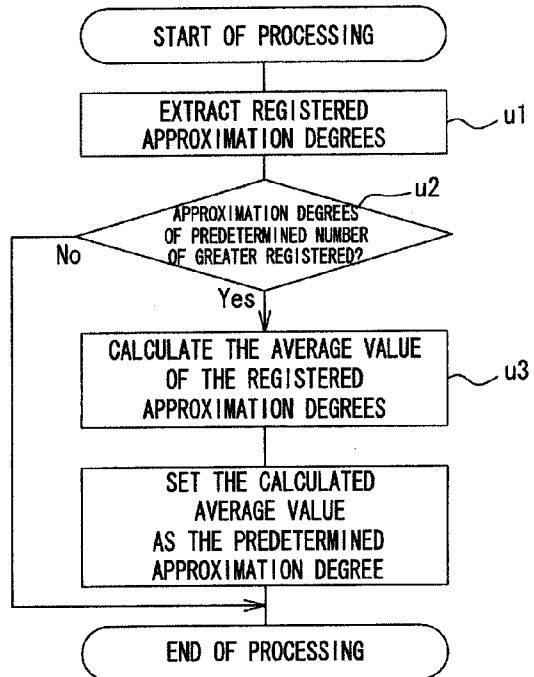 START OF PROCESSING
EXTRACT REGISTERED
APPROXIMATION DEGREES
u1
u2
APPROXIMATION DEGREES
OF PREDETERMINED NUMBER
OF GREATER REGISTERED?
No
Yes
CALCULATE THE AVERAGE VALUE
OF THE REGISTERED
APPROXIMATION DEGREES
u3
SET THE CALCULATED
AVERAGE VALUE
AS THE PREDETERMINED
APPROXIMATION DEGREE
END OF PROCESSING